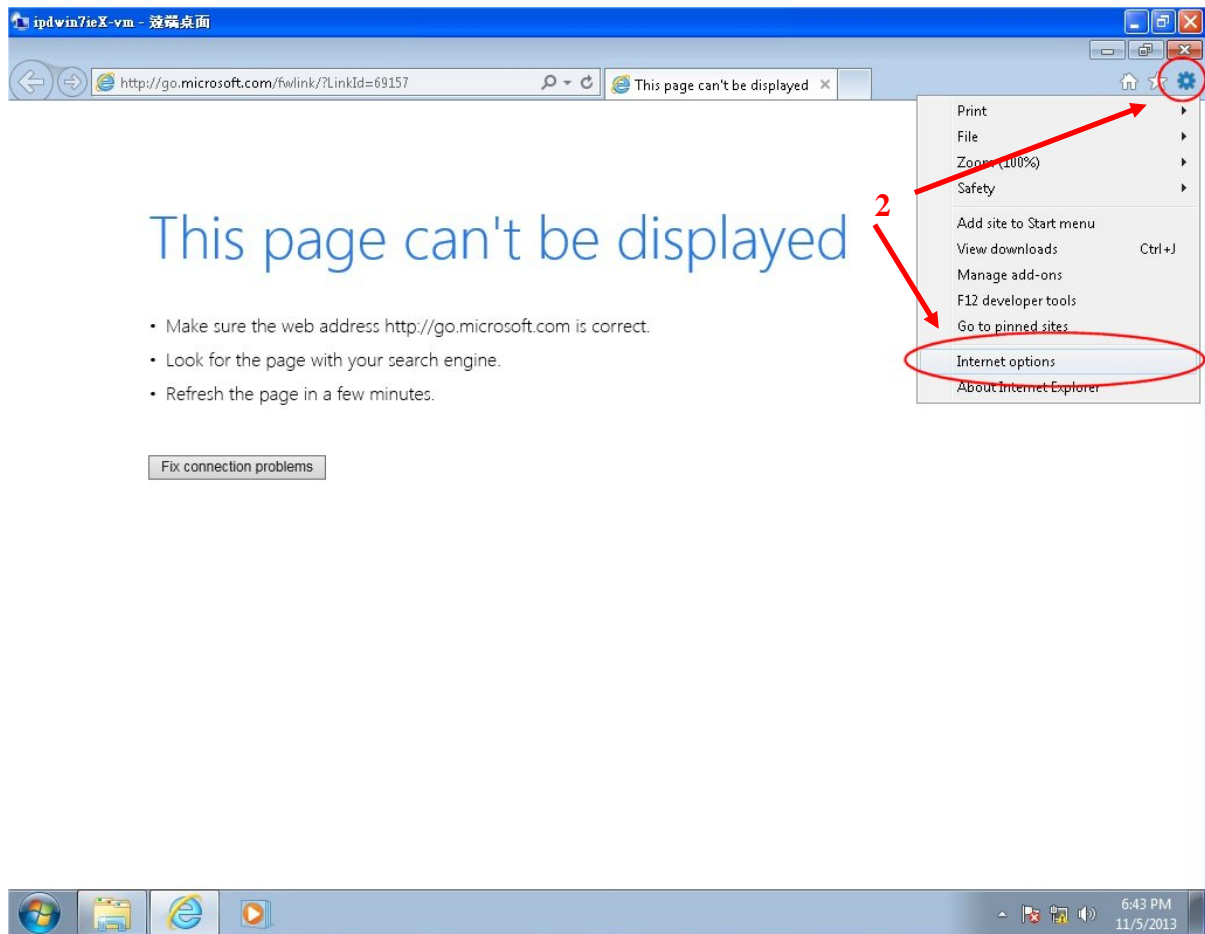 ipdwin7ieX-vm - 遠端桌面
http://go.microsoft.com/fwlink/?LinkId=69157
This page can't be displayed
Print
File
Zoom (100%)
Safety
2
Add site to Start menu
View downloads Ctrl+J
Manage add-ons
F12 developer tools
Go to pinned sites
Internet options
About Internet Explorer
This page can't be displayed
• Make sure the web address http://go.microsoft.com is correct.
• Look for the page with your search engine.
• Refresh the page in a few minutes.
Fix connection problems
6:43 PM
11/5/2013